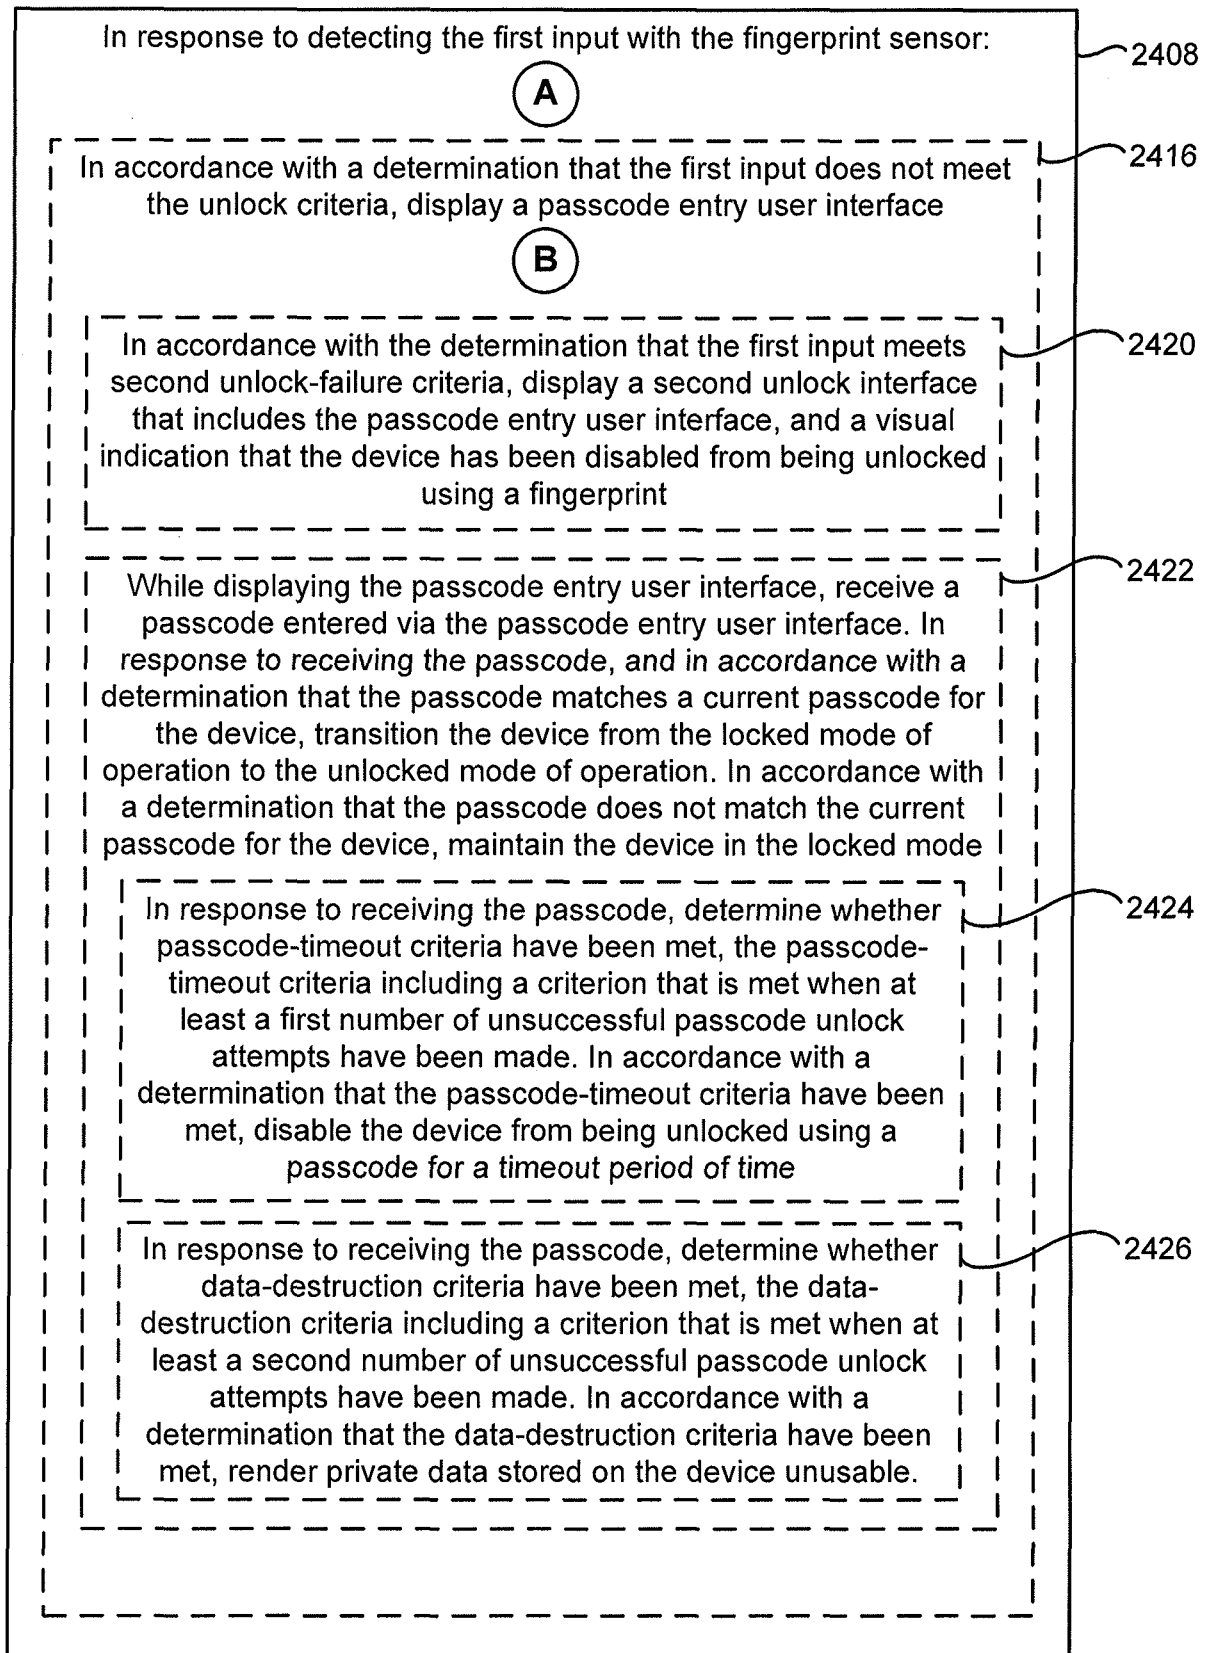 In response to detecting the first input with the fingerprint sensor:
2408
A
2416
In accordance with a determination that the first input does not meet
the unlock criteria, display a passcode entry user interface
B
2420
In accordance with the determination that the first input meets
second unlock-failure criteria, display a second unlock interface
that includes the passcode entry user interface, and a visual
indication that the device has been disabled from being unlocked
using a fingerprint
2422
While displaying the passcode entry user interface, receive a
passcode entered via the passcode entry user interface. In
response to receiving the passcode, and in accordance with a
determination that the passcode matches a current passcode for
the device, transition the device from the locked mode of
operation to the unlocked mode of operation. In accordance with
a determination that the passcode does not match the current
passcode for the device, maintain the device in the locked mode
2424
In response to receiving the passcode, determine whether
passcode-timeout criteria have been met, the passcode-
timeout criteria including a criterion that is met when at
least a first number of unsuccessful passcode unlock
attempts have been made. In accordance with a
determination that the passcode-timeout criteria have been
met, disable the device from being unlocked using a
passcode for a timeout period of time
2426
In response to receiving the passcode, determine whether
data-destruction criteria have been met, the data-
destruction criteria including a criterion that is met when at
least a second number of unsuccessful passcode unlock
attempts have been made. In accordance with a
determination that the data-destruction criteria have been
met, render private data stored on the device unusable.